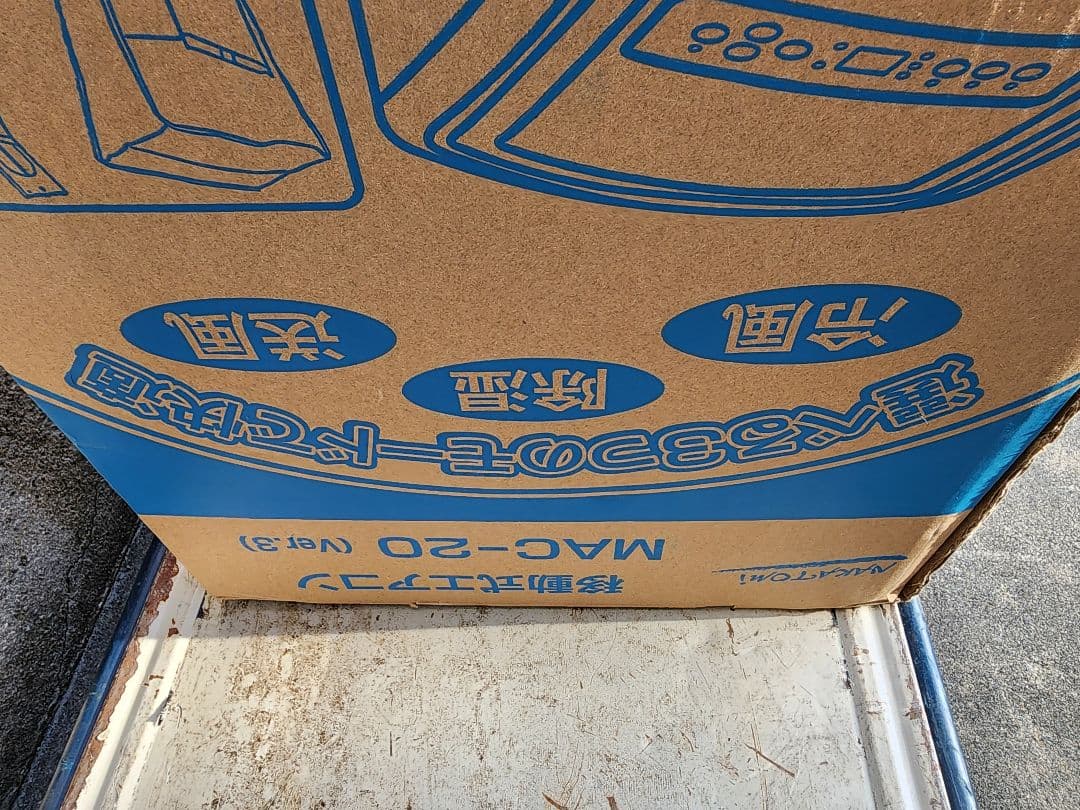 NAKATOMI
移動式エアコン
MAC-20 (Ver.3)
選べる3つのモードで快適
冷風
除湿
送風